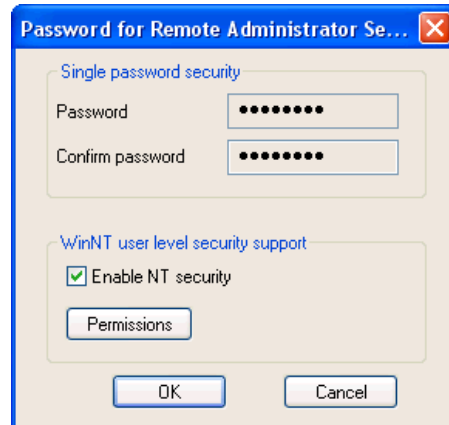 Password for Remote Administrator Se...
Single password security
Password ●●●●●●●●
Confirm password ●●●●●●●●
WinNT user level security support
Enable NT security
Permissions
OK Cancel